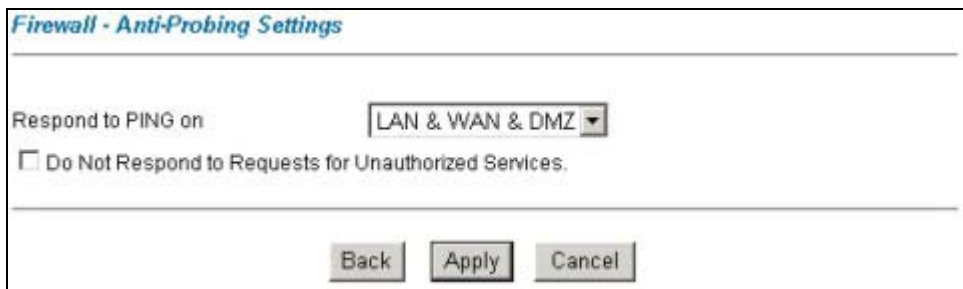 Firewall - Anti-Probing Settings
Respond to PING on LAN & WAN & DMZ
Do Not Respond to Requests for Unauthorized Services.
Back Apply Cancel